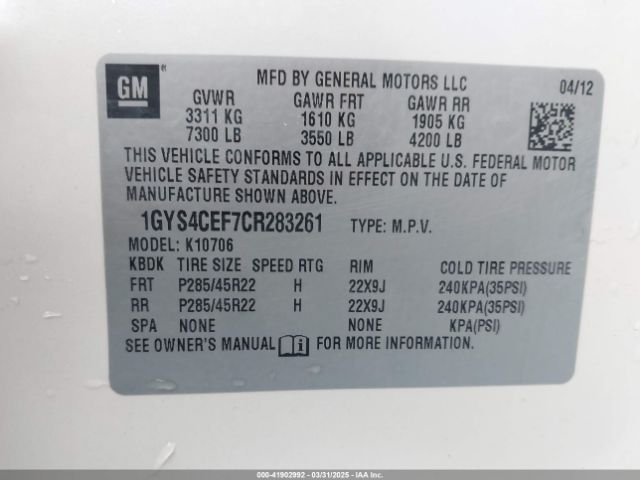 GM ®
MFD BY GENERAL MOTORS LLC 04/12
GVWR GAWR FRT GAWR RR
3311 KG 1610 KG 1905 KG
7300 LB 3550 LB 4200 LB
THIS VEHICLE CONFORMS TO ALL APPLICABLE U.S. FEDERAL MOTOR
VEHICLE SAFETY STANDARDS IN EFFECT ON THE DATE OF
MANUFACTURE SHOWN ABOVE.
1GYS4CEF7CR283261 TYPE: M.P.V.
MODEL: K10706
KBDK TIRE SIZE SPEED RTG RIM COLD TIRE PRESSURE
FRT P285/45R22 H 22X9J 240KPA(35PSI)
RR P285/45R22 H 22X9J 240KPA(35PSI)
SPA NONE NONE KPA(PSI)
SEE OWNER'S MANUAL i FOR MORE INFORMATION.
000-41902992 | 03/31/2025 - IAA Auctions